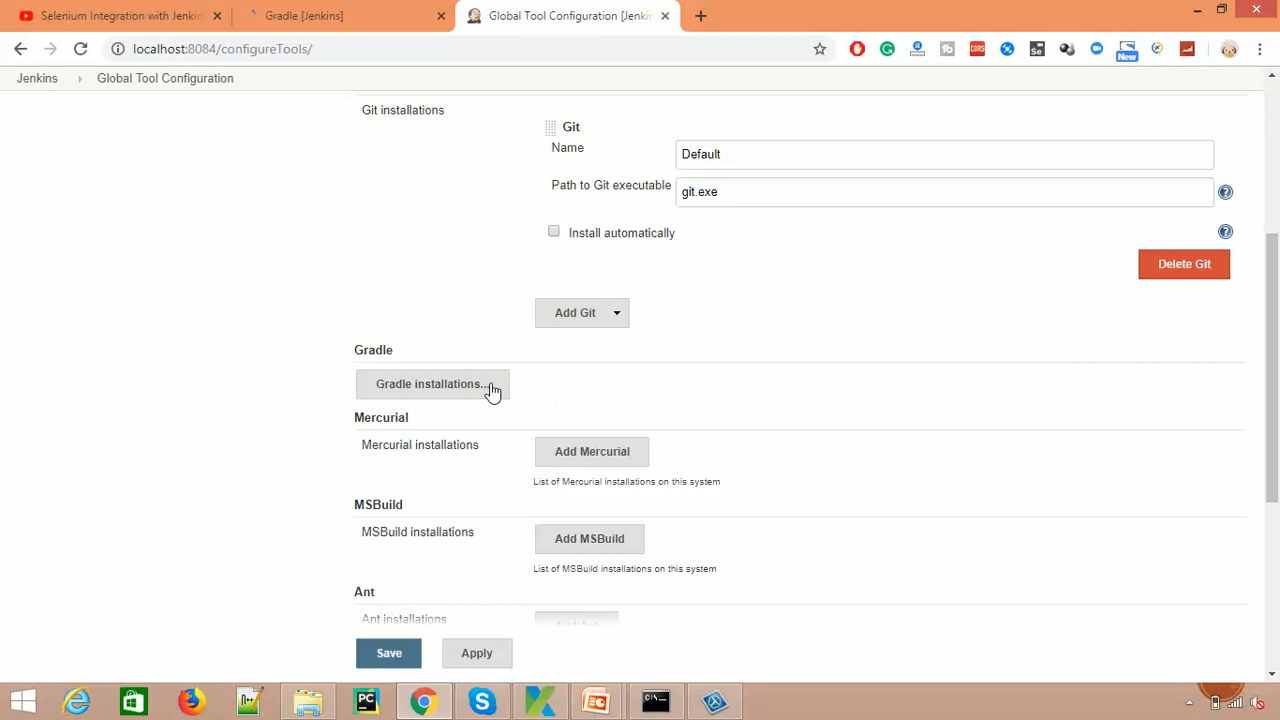 Selenium Integration with Jenkin
Gradle [Jenkins]
Global Tool Configuration [Jenki
localhost:8084/configureTools/
New
Jenkins
Global Tool Configuration
Git installations
Git
Name
Default
Path to Git executable
git.exe
Install automatically
Delete Git
Add Git
Gradle
Gradle installations...
Mercurial
Mercurial installations
Add Mercurial
List of Mercurial installations on this system
MSBuild
MSBuild installations
Add MSBuild
List of MSBuild installations on this system
Ant
Ant installations
Save
Apply